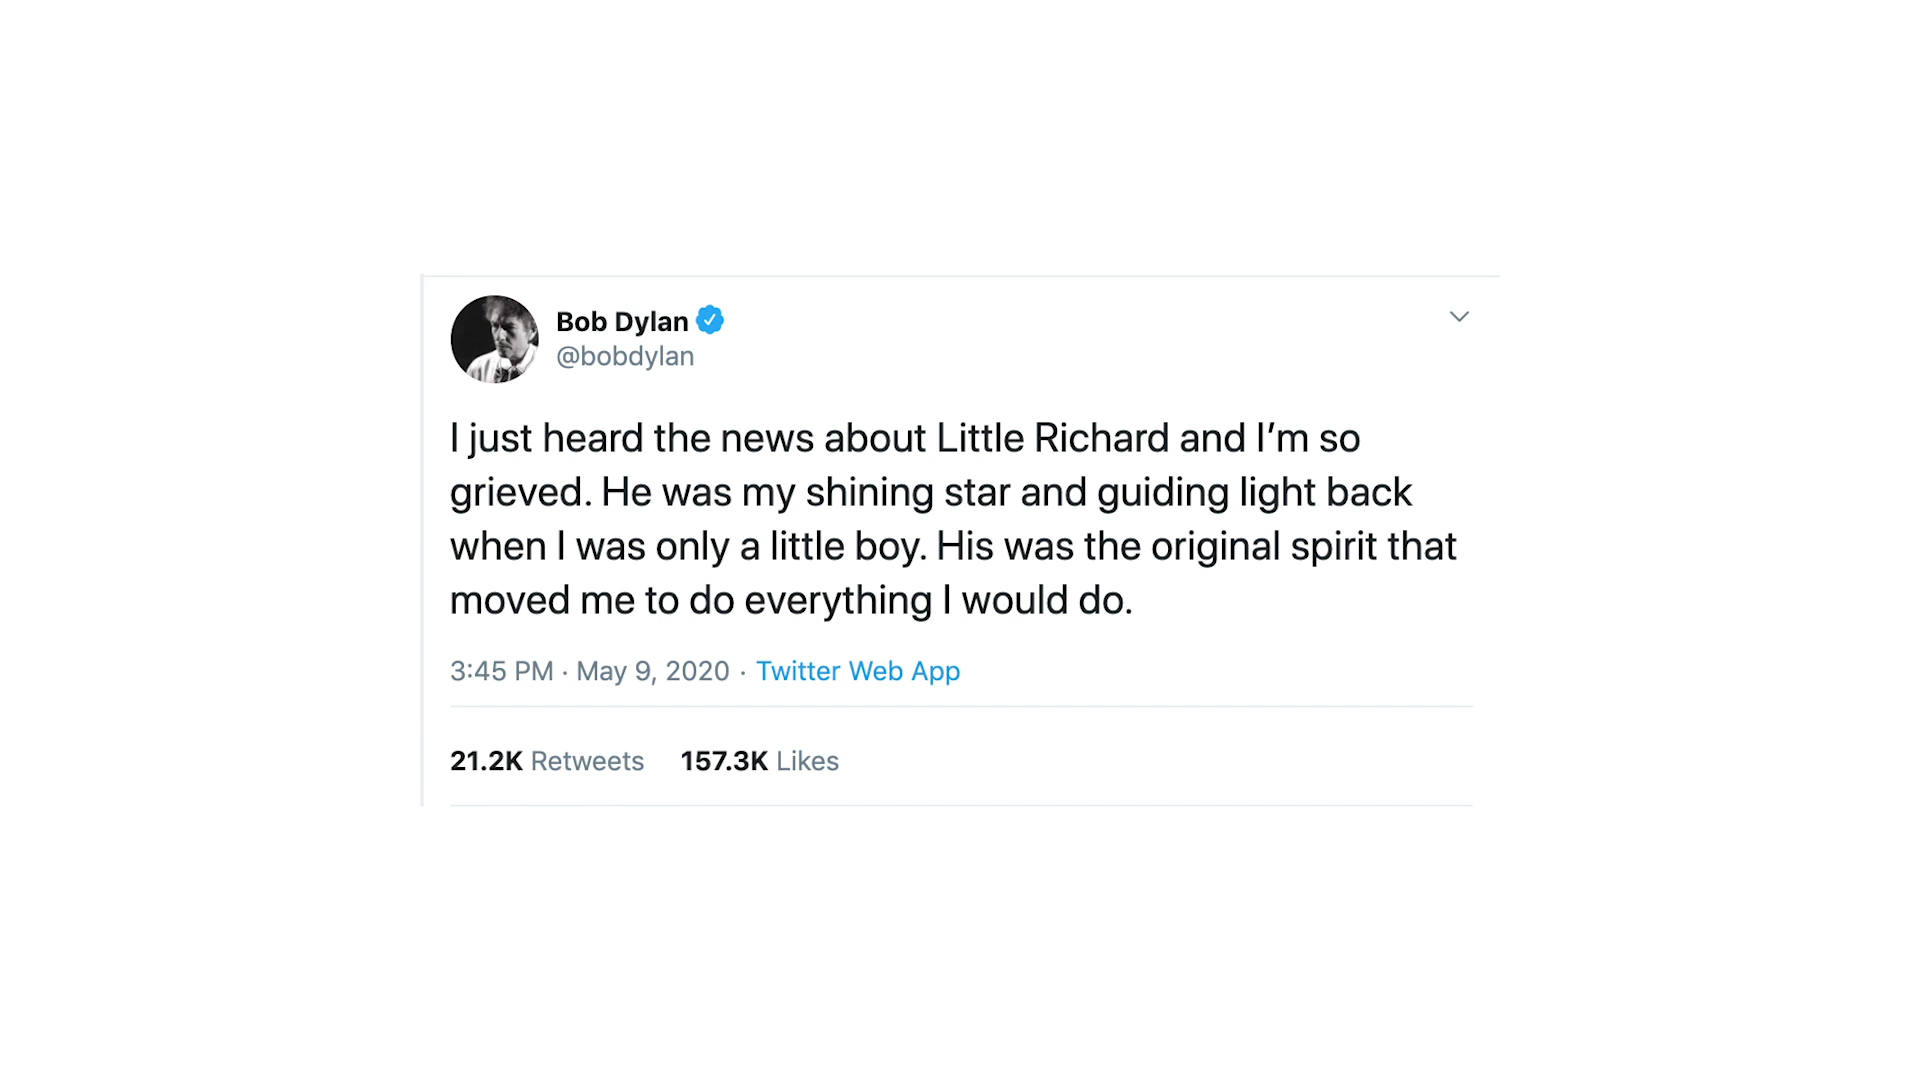 Bob Dylan
@bobdylan
I just heard the news about Little Richard and I’m so
grieved. He was my shining star and guiding light back
when I was only a little boy. His was the original spirit that
moved me to do everything I would do.
3:45 PM · May 9, 2020 · Twitter Web App
21.2K Retweets 157.3K Likes